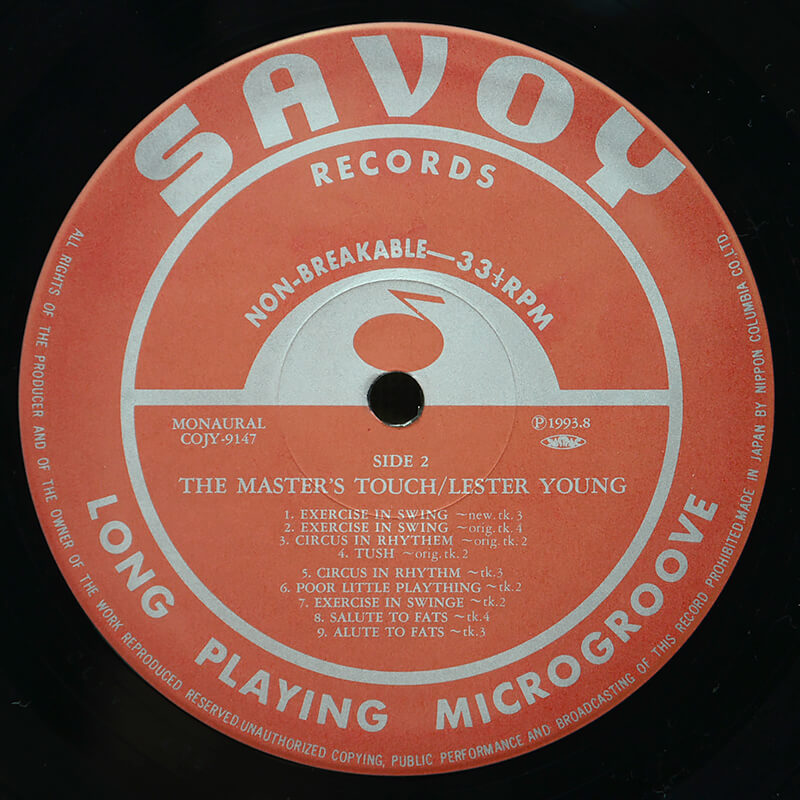 SAVOY
RECORDS
NON-BREAKABLE—33⅓RPM
MONAURAL
COJY-9147
Ⓟ1993.8
SIDE 2
THE MASTER'S TOUCH/LESTER YOUNG
1. EXERCISE IN SWING ~new. tk. 3
2. EXERCISE IN SWING ~orig. tk. 4
3. CIRCUS IN RHYTHEM ~orig. tk. 2
4. TUSH ~orig. tk. 2
5. CIRCUS IN RHYTHM ~tk.3
6. POOR LITTLE PLAYTHING ~tk.2
7. EXERCISE IN SWINGE ~tk.2
8. SALUTE TO FATS ~tk.4
9. ALUTE TO FATS ~tk.3
LONG PLAYING MICROGROOVE
ALL RIGHTS OF THE PRODUCER AND OF THE OWNER OF THE WORK REPRODUCED RESERVED.UNAUTHORIZED COPYING, PUBLIC PERFORMANCE AND BROADCASTING OF THIS RECORD PROHIBITED.MADE IN JAPAN BY NIPPON COLUMBIA CO.,LTD.